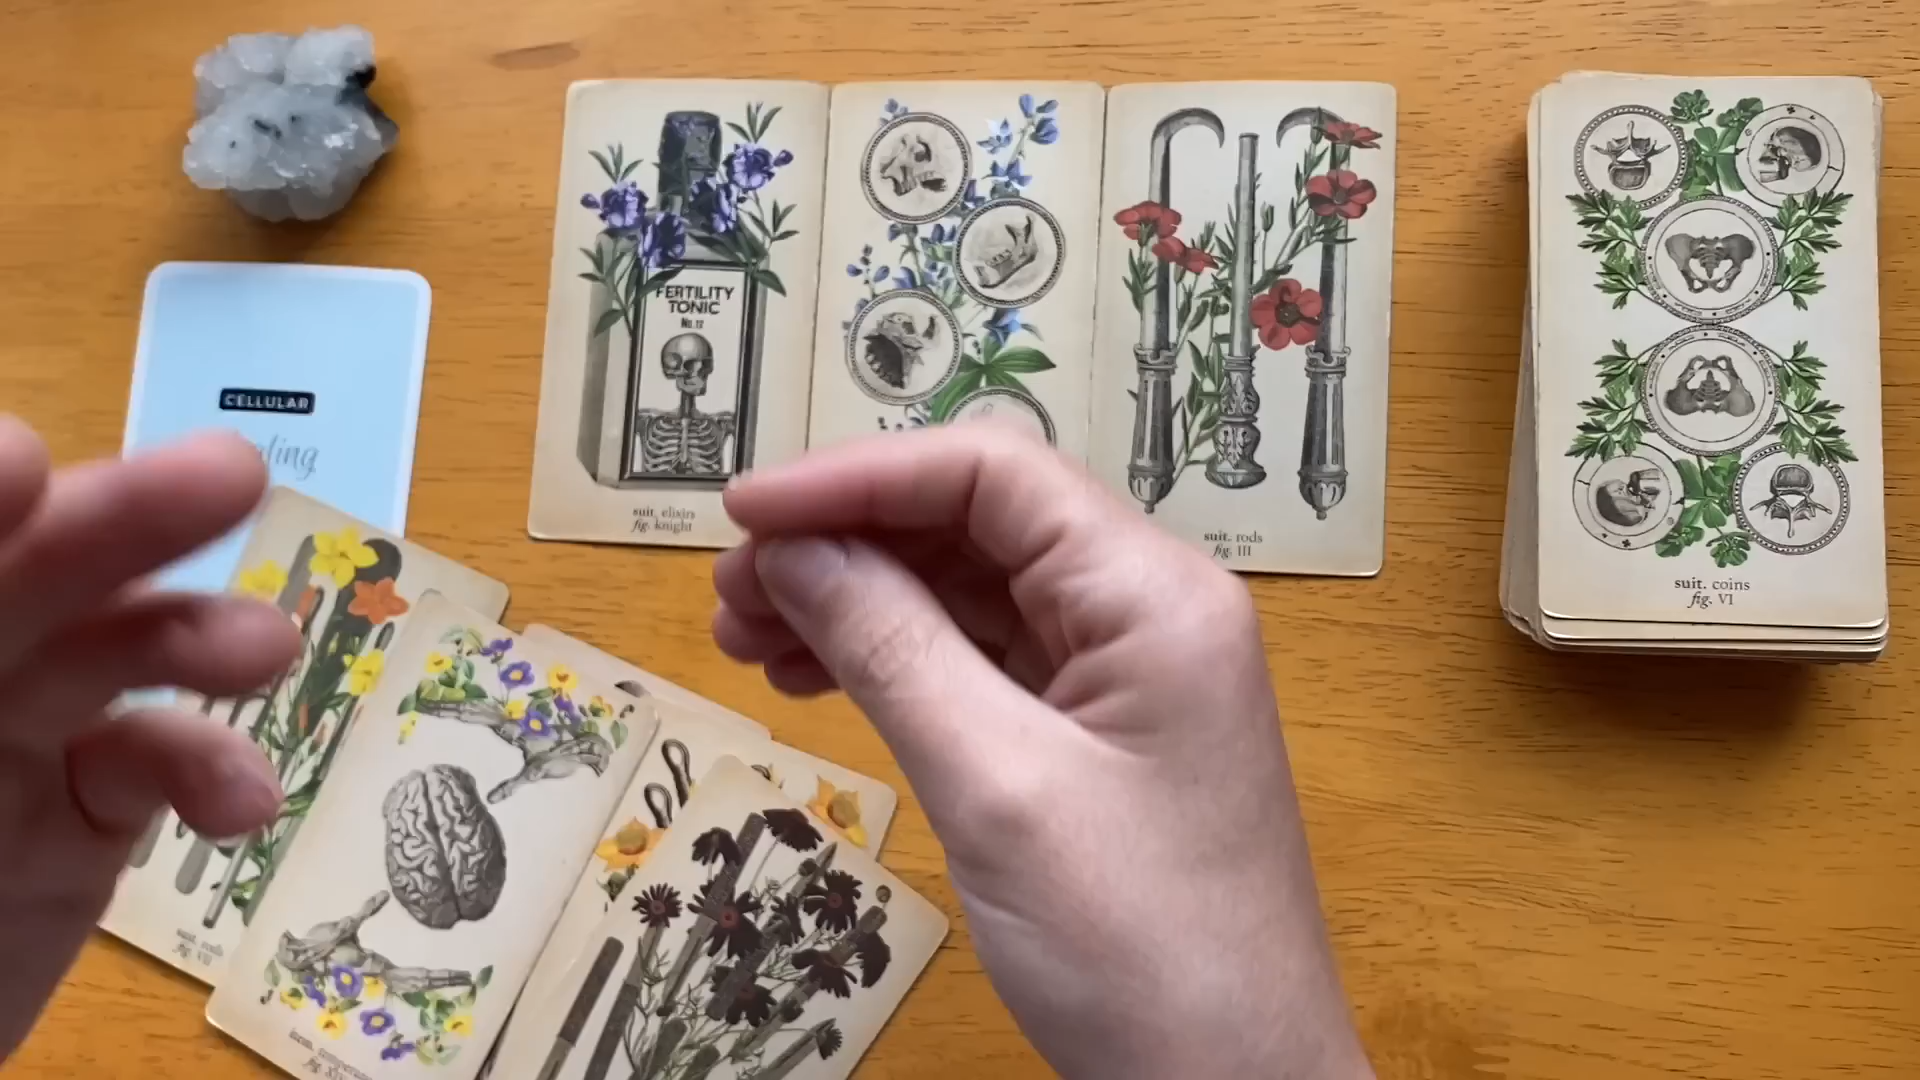 CELLULAR
FERTILITY
TONIC
No. 12
suit. elixirs
fig. knight
suit. rods
fig. III
suit. coins
fig. VI
suit. rods
fig. VII